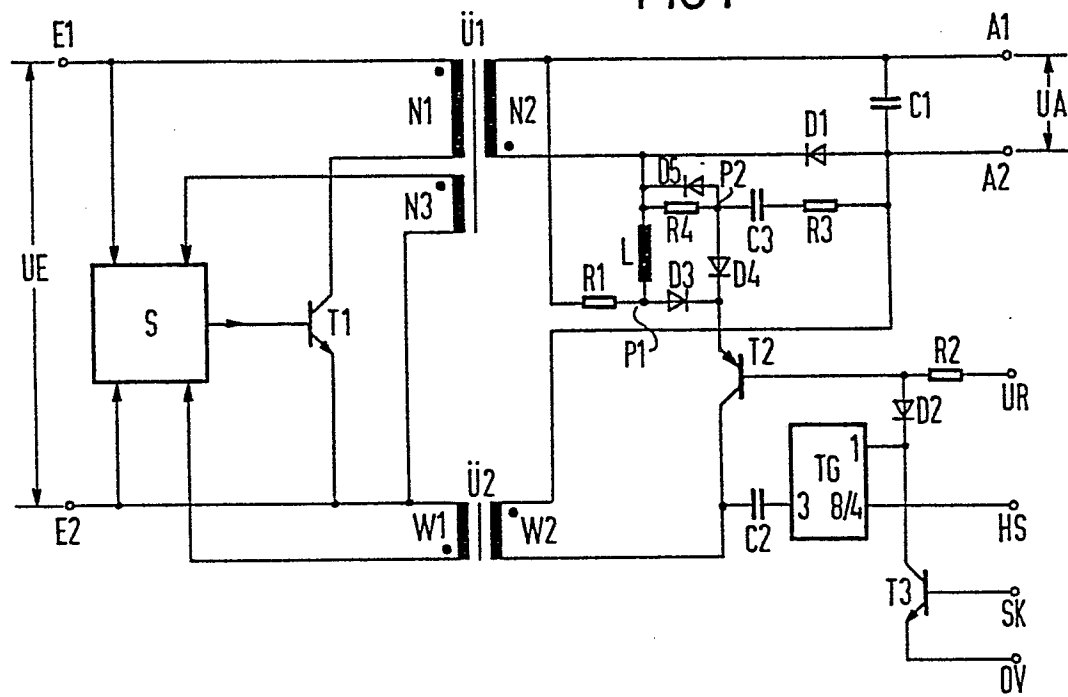 E1
Ü1
A1
N1
N2
C1
UA
D1
A2
D5
P2
N3
R4
C3
R3
UE
L
D3
D4
R1
S
T1
P1
T2
R2
UR
D2
1
TG
3 8/4
Ü2
E2
W1
W2
C2
HS
T3
SK
0V